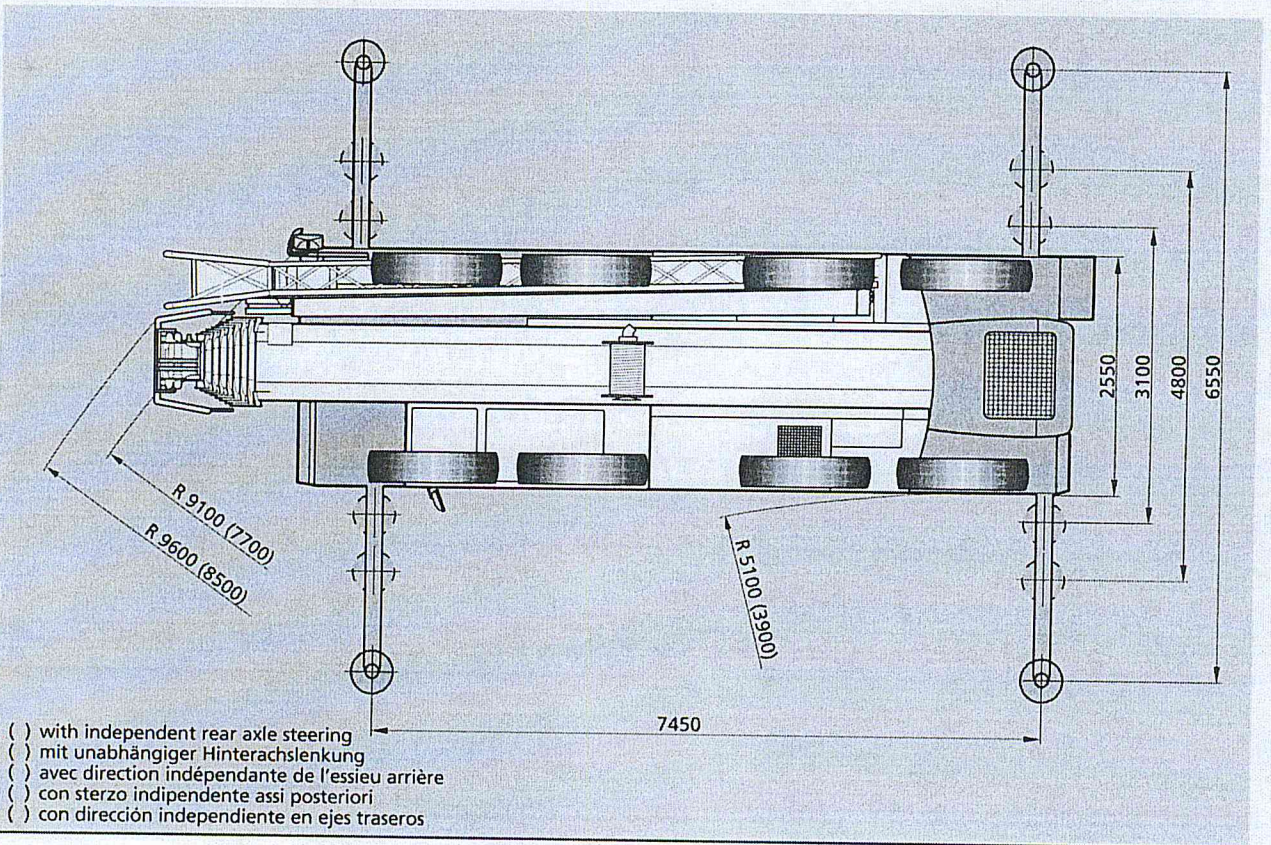 2550
3100
4800
6550
R 9100 (7700)
R 9600 (8500)
R 5100 (3900)
7450
( ) with independent rear axle steering
( ) mit unabhängiger Hinterachslenkung
( ) avec direction indépendante de l'essieu arrière
( ) con sterzo indipendente assi posteriori
( ) con dirección independiente en ejes traseros